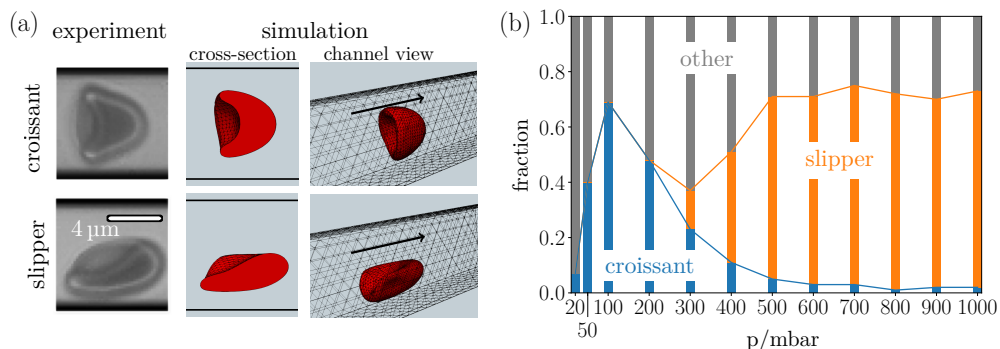 (a)
experiment
simulation
cross-section
channel view
croissant
slipper
4 µm
(b)
fraction
1.0
0.8
0.6
0.4
0.2
0.0
other
slipper
croissant
20 100 200 300 400 500 600 700 800 900 1000
50
p/mbar